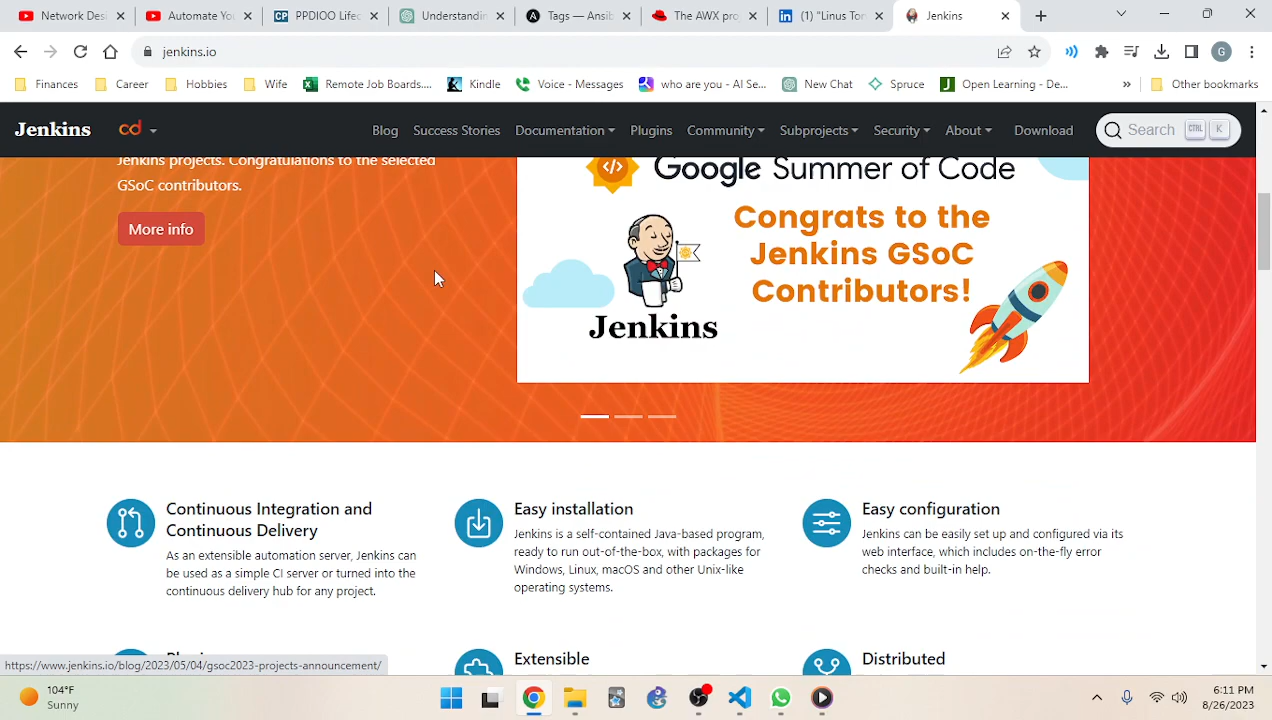 Network Desi
Automate Yo
PPDIOO Lifec
Understandin
Tags — Ansib
The AWX pro
(1) "Linus Tor
Jenkins
jenkins.io
G
Finances
Career
Hobbies
Wife
Remote Job Boards....
Kindle
Voice - Messages
who are you - AI Se...
New Chat
Spruce
Open Learning - De...
»
Other bookmarks
Jenkins
cd
Blog
Success Stories
Documentation
Plugins
Community
Subprojects
Security
About
Download
Search
CTRL
K
Jenkins projects. Congratulations to the selected
GSoC contributors.
More info
Google Summer of Code
Congrats to the
Jenkins GSoC
Contributors!
Jenkins
Continuous Integration and
Continuous Delivery
As an extensible automation server, Jenkins can
be used as a simple CI server or turned into the
continuous delivery hub for any project.
Easy installation
Jenkins is a self-contained Java-based program,
ready to run out-of-the-box, with packages for
Windows, Linux, macOS and other Unix-like
operating systems.
Easy configuration
Jenkins can be easily set up and configured via its
web interface, which includes on-the-fly error
checks and built-in help.
Extensible
Distributed
https://www.jenkins.io/blog/2023/05/04/gsoc2023-projects-announcement/
104°F
Sunny
6:11 PM
8/26/2023